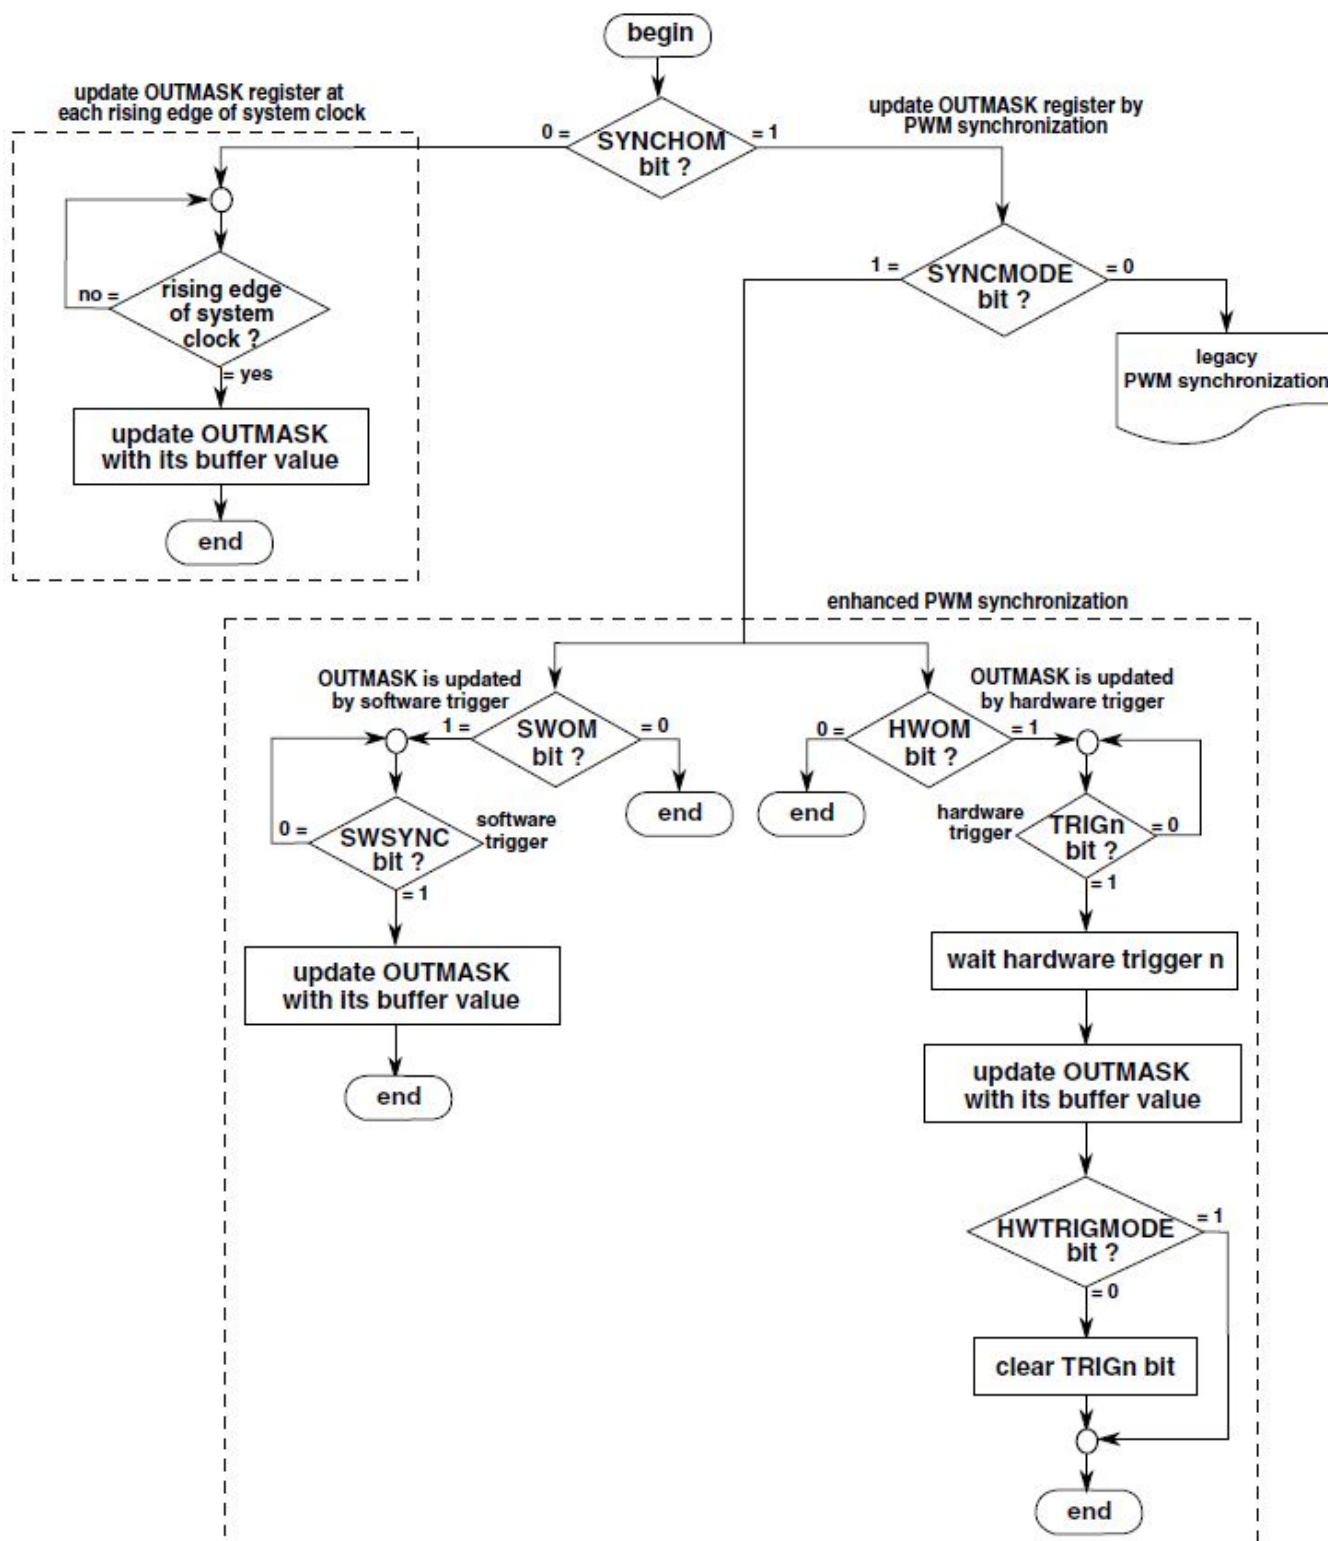 begin
update OUTMASK register at
each rising edge of system clock
update OUTMASK register by
PWM synchronization
0 =
SYNCHOM
bit ?
= 1
1 =
SYNCMODE
bit ?
= 0
no =
rising edge
of system
clock ?
= yes
legacy
PWM synchronization
update OUTMASK
with its buffer value
end
enhanced PWM synchronization
OUTMASK is updated
by software trigger
1 =
SWOM
bit ?
= 0
end
OUTMASK is updated
by hardware trigger
0 =
HWOM
bit ?
= 1
end
0 =
SWSYNC
bit ?
software
trigger
= 1
hardware
trigger
TRIGn
bit ?
= 0
= 1
update OUTMASK
with its buffer value
end
wait hardware trigger n
update OUTMASK
with its buffer value
HWTRIGMODE
bit ?
= 1
= 0
clear TRIGn bit
end